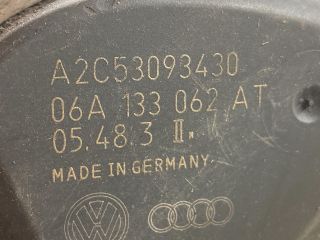 A2C53093430
06A 133 062 AT
05.48.3 II
MADE IN GERMANY